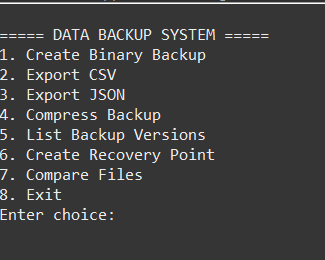 ===== DATA BACKUP SYSTEM =====
1. Create Binary Backup
2. Export CSV
3. Export JSON
4. Compress Backup
5. List Backup Versions
6. Create Recovery Point
7. Compare Files
8. Exit
Enter choice: